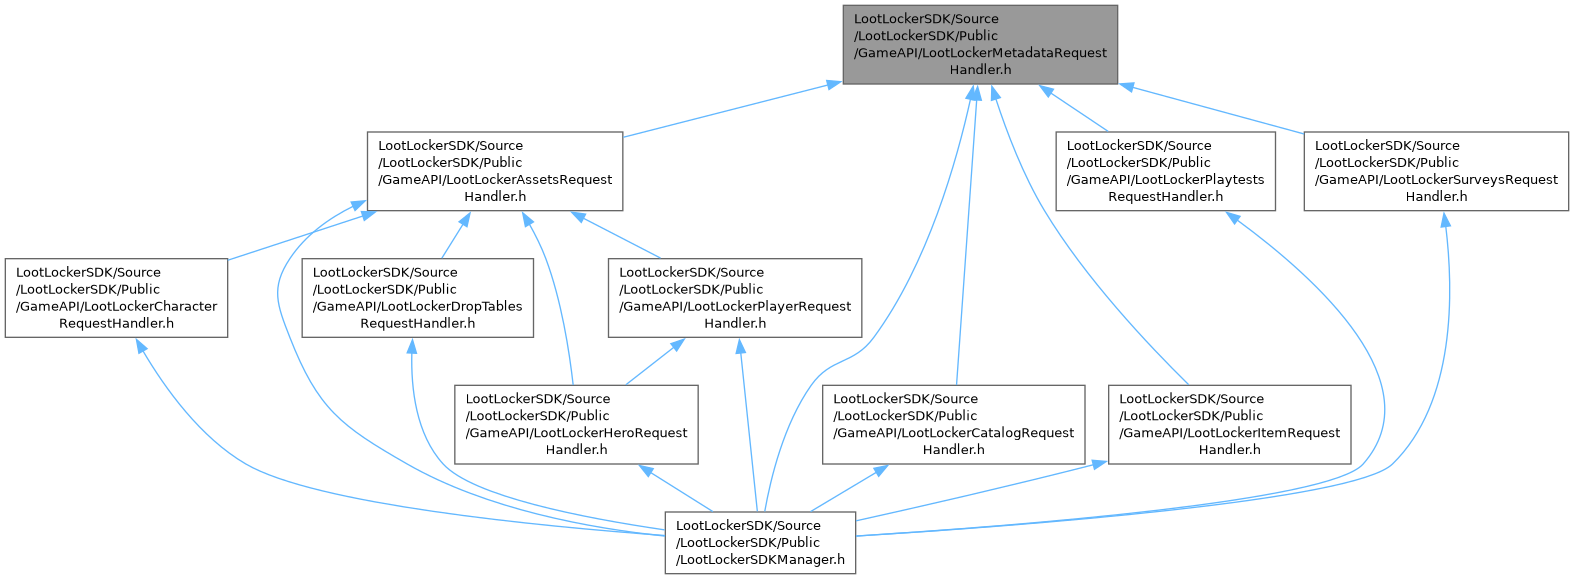 LootLockerSDK/Source
/LootLockerSDK/Public
/GameAPI/LootLockerMetadataRequest
Handler.h
LootLockerSDK/Source
/LootLockerSDK/Public
/GameAPI/LootLockerAssetsRequest
Handler.h
LootLockerSDK/Source
/LootLockerSDK/Public
/GameAPI/LootLockerPlaytests
RequestHandler.h
LootLockerSDK/Source
/LootLockerSDK/Public
/GameAPI/LootLockerSurveysRequest
Handler.h
LootLockerSDK/Source
/LootLockerSDK/Public
/GameAPI/LootLockerCharacter
RequestHandler.h
LootLockerSDK/Source
/LootLockerSDK/Public
/GameAPI/LootLockerDropTables
RequestHandler.h
LootLockerSDK/Source
/LootLockerSDK/Public
/GameAPI/LootLockerPlayerRequest
Handler.h
LootLockerSDK/Source
/LootLockerSDK/Public
/GameAPI/LootLockerHeroRequest
Handler.h
LootLockerSDK/Source
/LootLockerSDK/Public
/GameAPI/LootLockerCatalogRequest
Handler.h
LootLockerSDK/Source
/LootLockerSDK/Public
/GameAPI/LootLockerItemRequest
Handler.h
LootLockerSDK/Source
/LootLockerSDK/Public
/LootLockerSDKManager.h